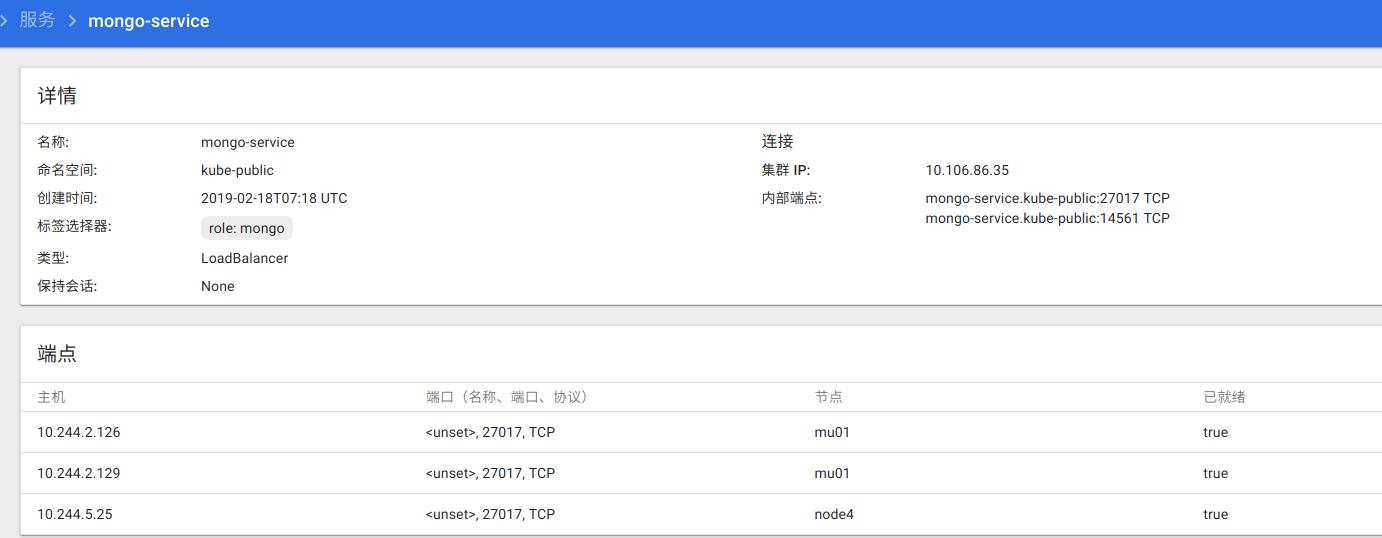 服务 mongo-service
详情
名称: mongo-service
命名空间: kube-public
创建时间: 2019-02-18T07:18 UTC
标签选择器: role: mongo
类型: LoadBalancer
保持会话: None
连接
集群 IP: 10.106.86.35
内部端点: mongo-service.kube-public:27017 TCP
mongo-service.kube-public:14561 TCP
端点
主机 端口（名称、端口、协议） 节点 已就绪
10.244.2.126 <unset>, 27017, TCP mu01 true
10.244.2.129 <unset>, 27017, TCP mu01 true
10.244.5.25 <unset>, 27017, TCP node4 true